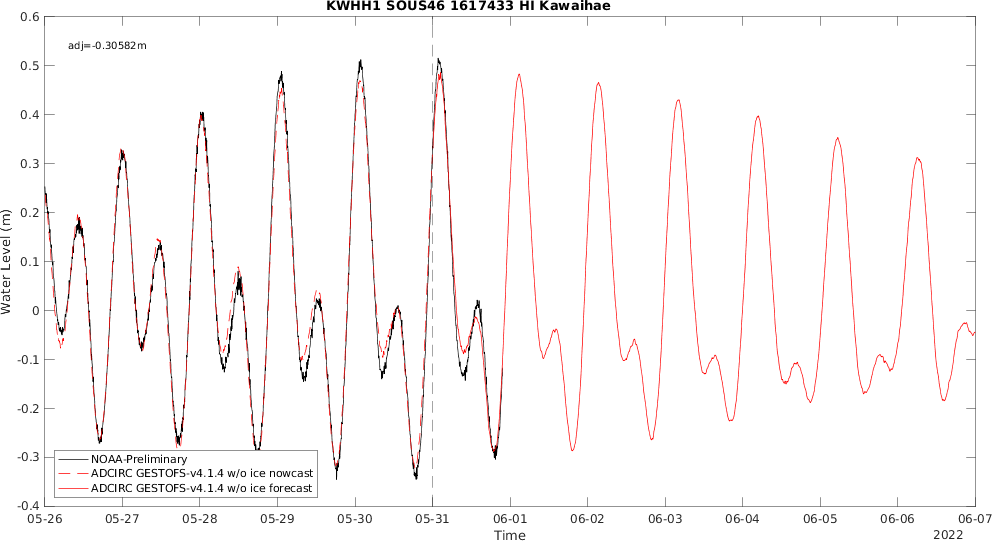 KWHH1 SOUS46 1617433 HI Kawaihae
adj=-0.30582m
0.6
0.5
0.4
0.3
0.2
0.1
0
-0.1
-0.2
-0.3
-0.4
Water Level (m)
NOAA-Preliminary
ADCIRC GESTOFS-v4.1.4 w/o ice nowcast
ADCIRC GESTOFS-v4.1.4 w/o ice forecast
05-26 05-27 05-28 05-29 05-30 05-31 06-01 06-02 06-03 06-04 06-05 06-06 06-07
Time
2022